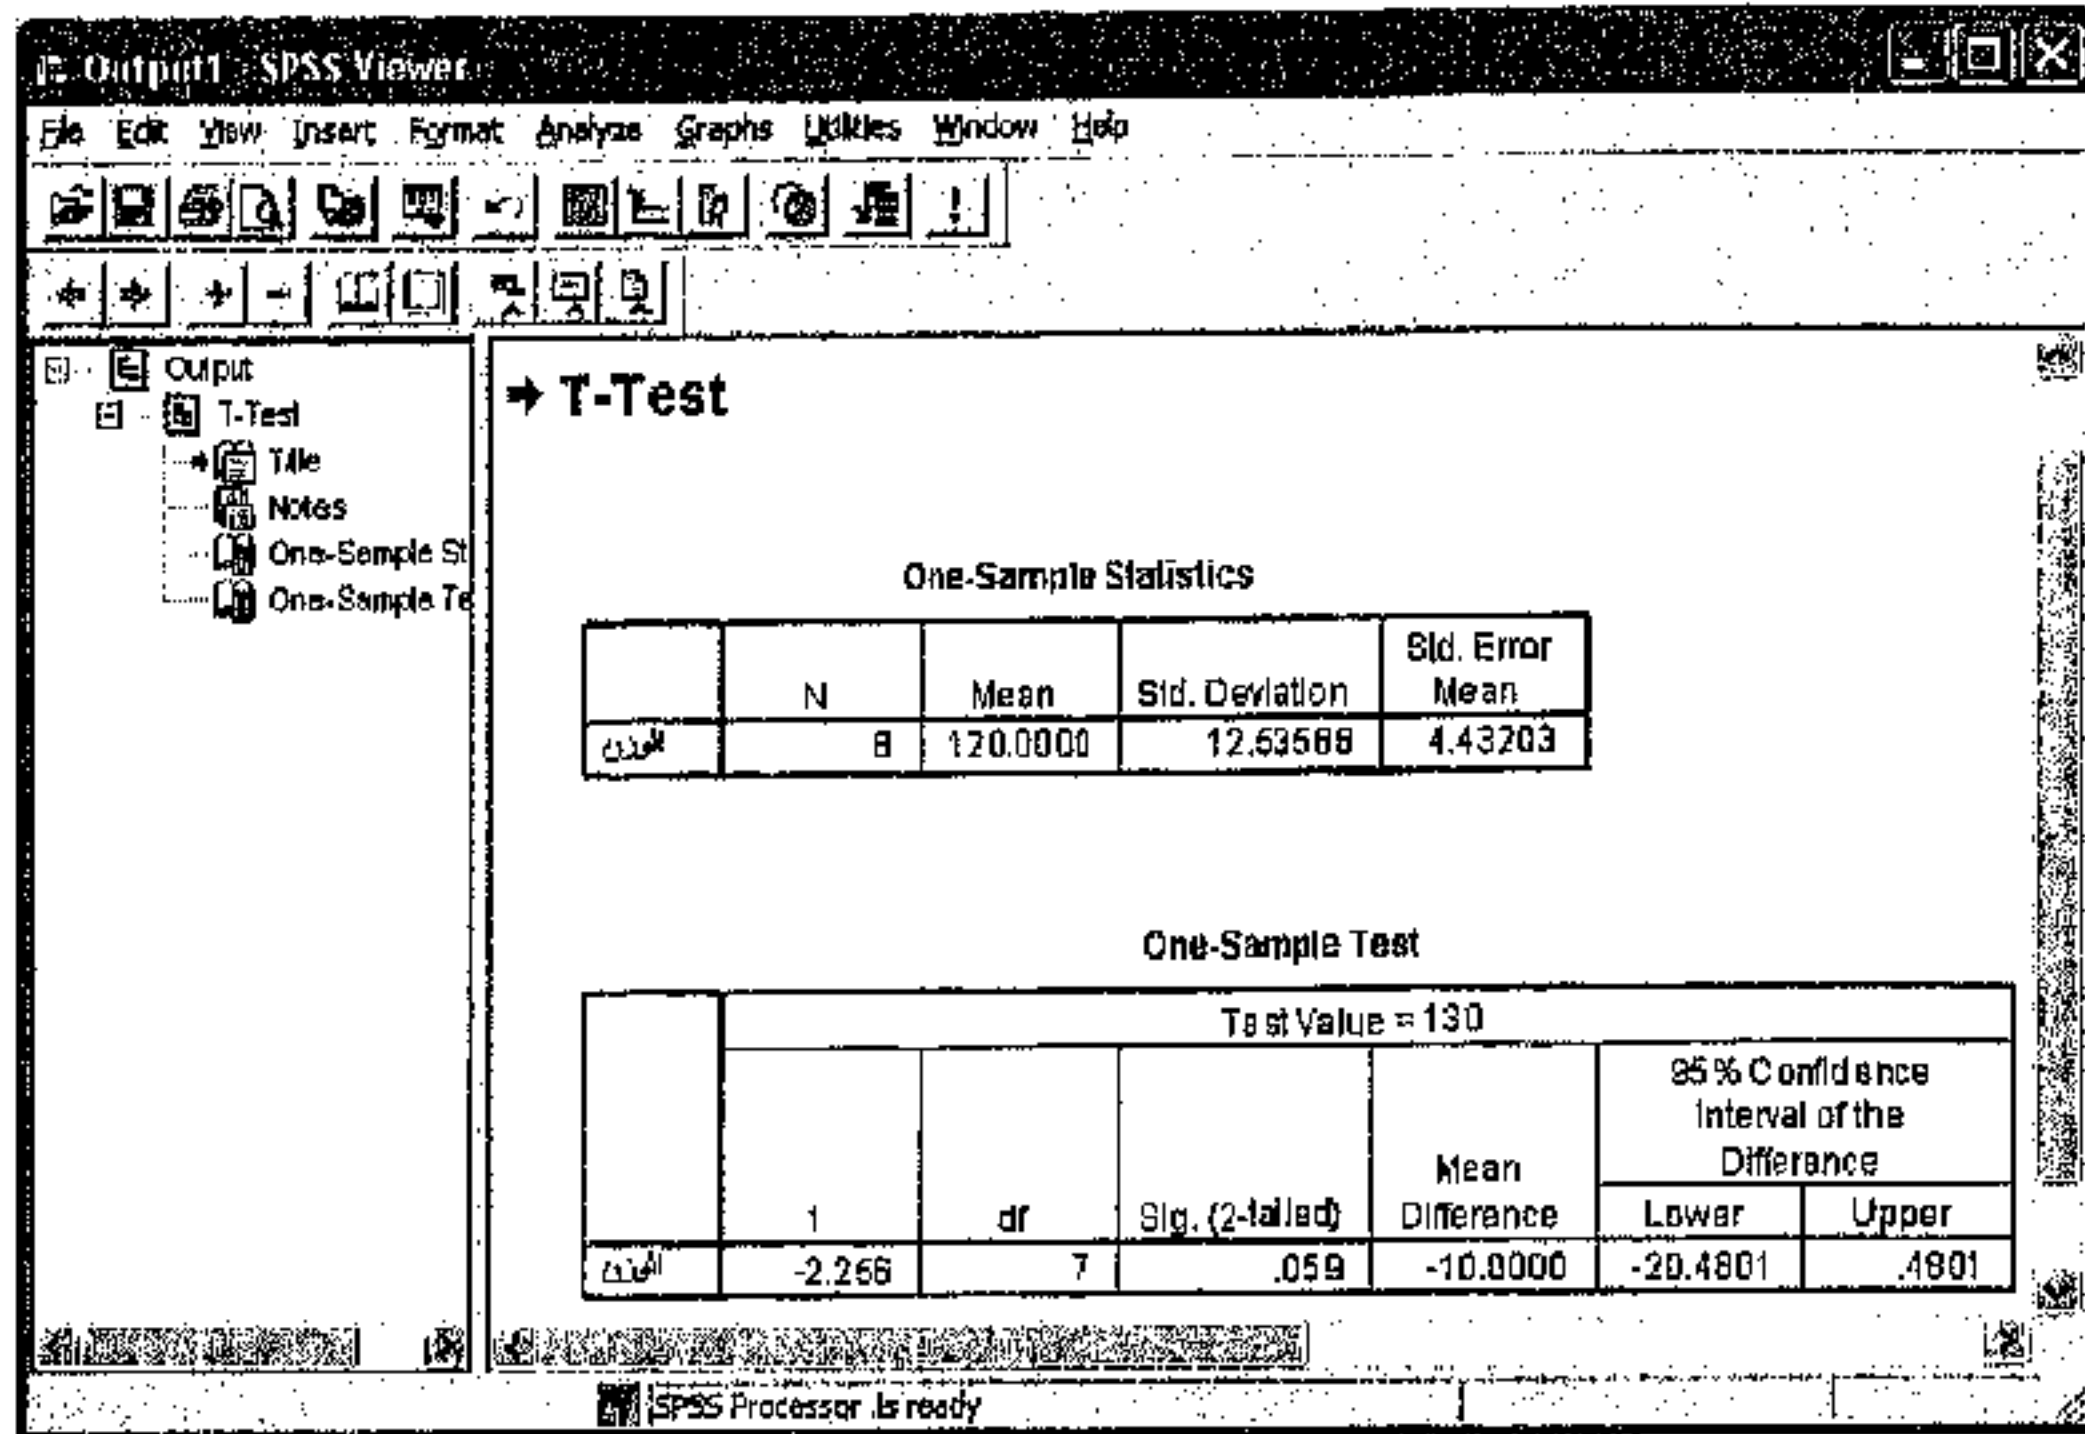 Output1 - SPSS Viewer
File Edit View Insert Format Analyze Graphs Utilities Window Help
Output
T-Test
Title
Notes
One-Sample St
One-Sample Te
T-Test
One-Sample Statistics
N Mean Std. Deviation Std. Error Mean
8 120.0000 12.53566 4.43203
One-Sample Test
Test Value = 130
95% Confidence Interval of the Difference
t df Sig. (2-tailed) Mean Difference Lower Upper
-2.256 7 .059 -10.0000 -20.4801 .4801
SPSS Processor is ready